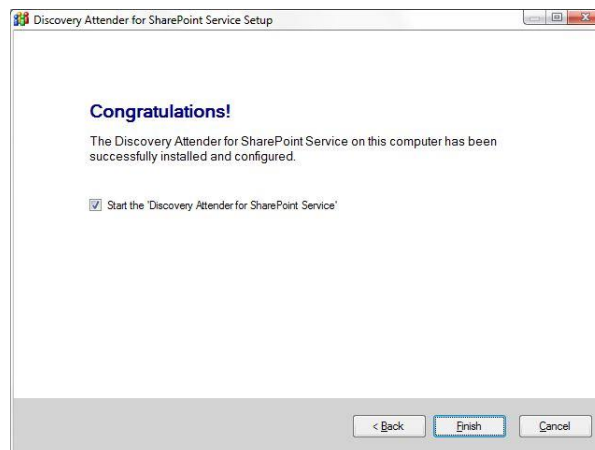 Discovery Attender for SharePoint Service Setup
Congratulations!
The Discovery Attender for SharePoint Service on this computer has been
successfully installed and configured.
Start the 'Discovery Attender for SharePoint Service'
< Back
Finish
Cancel